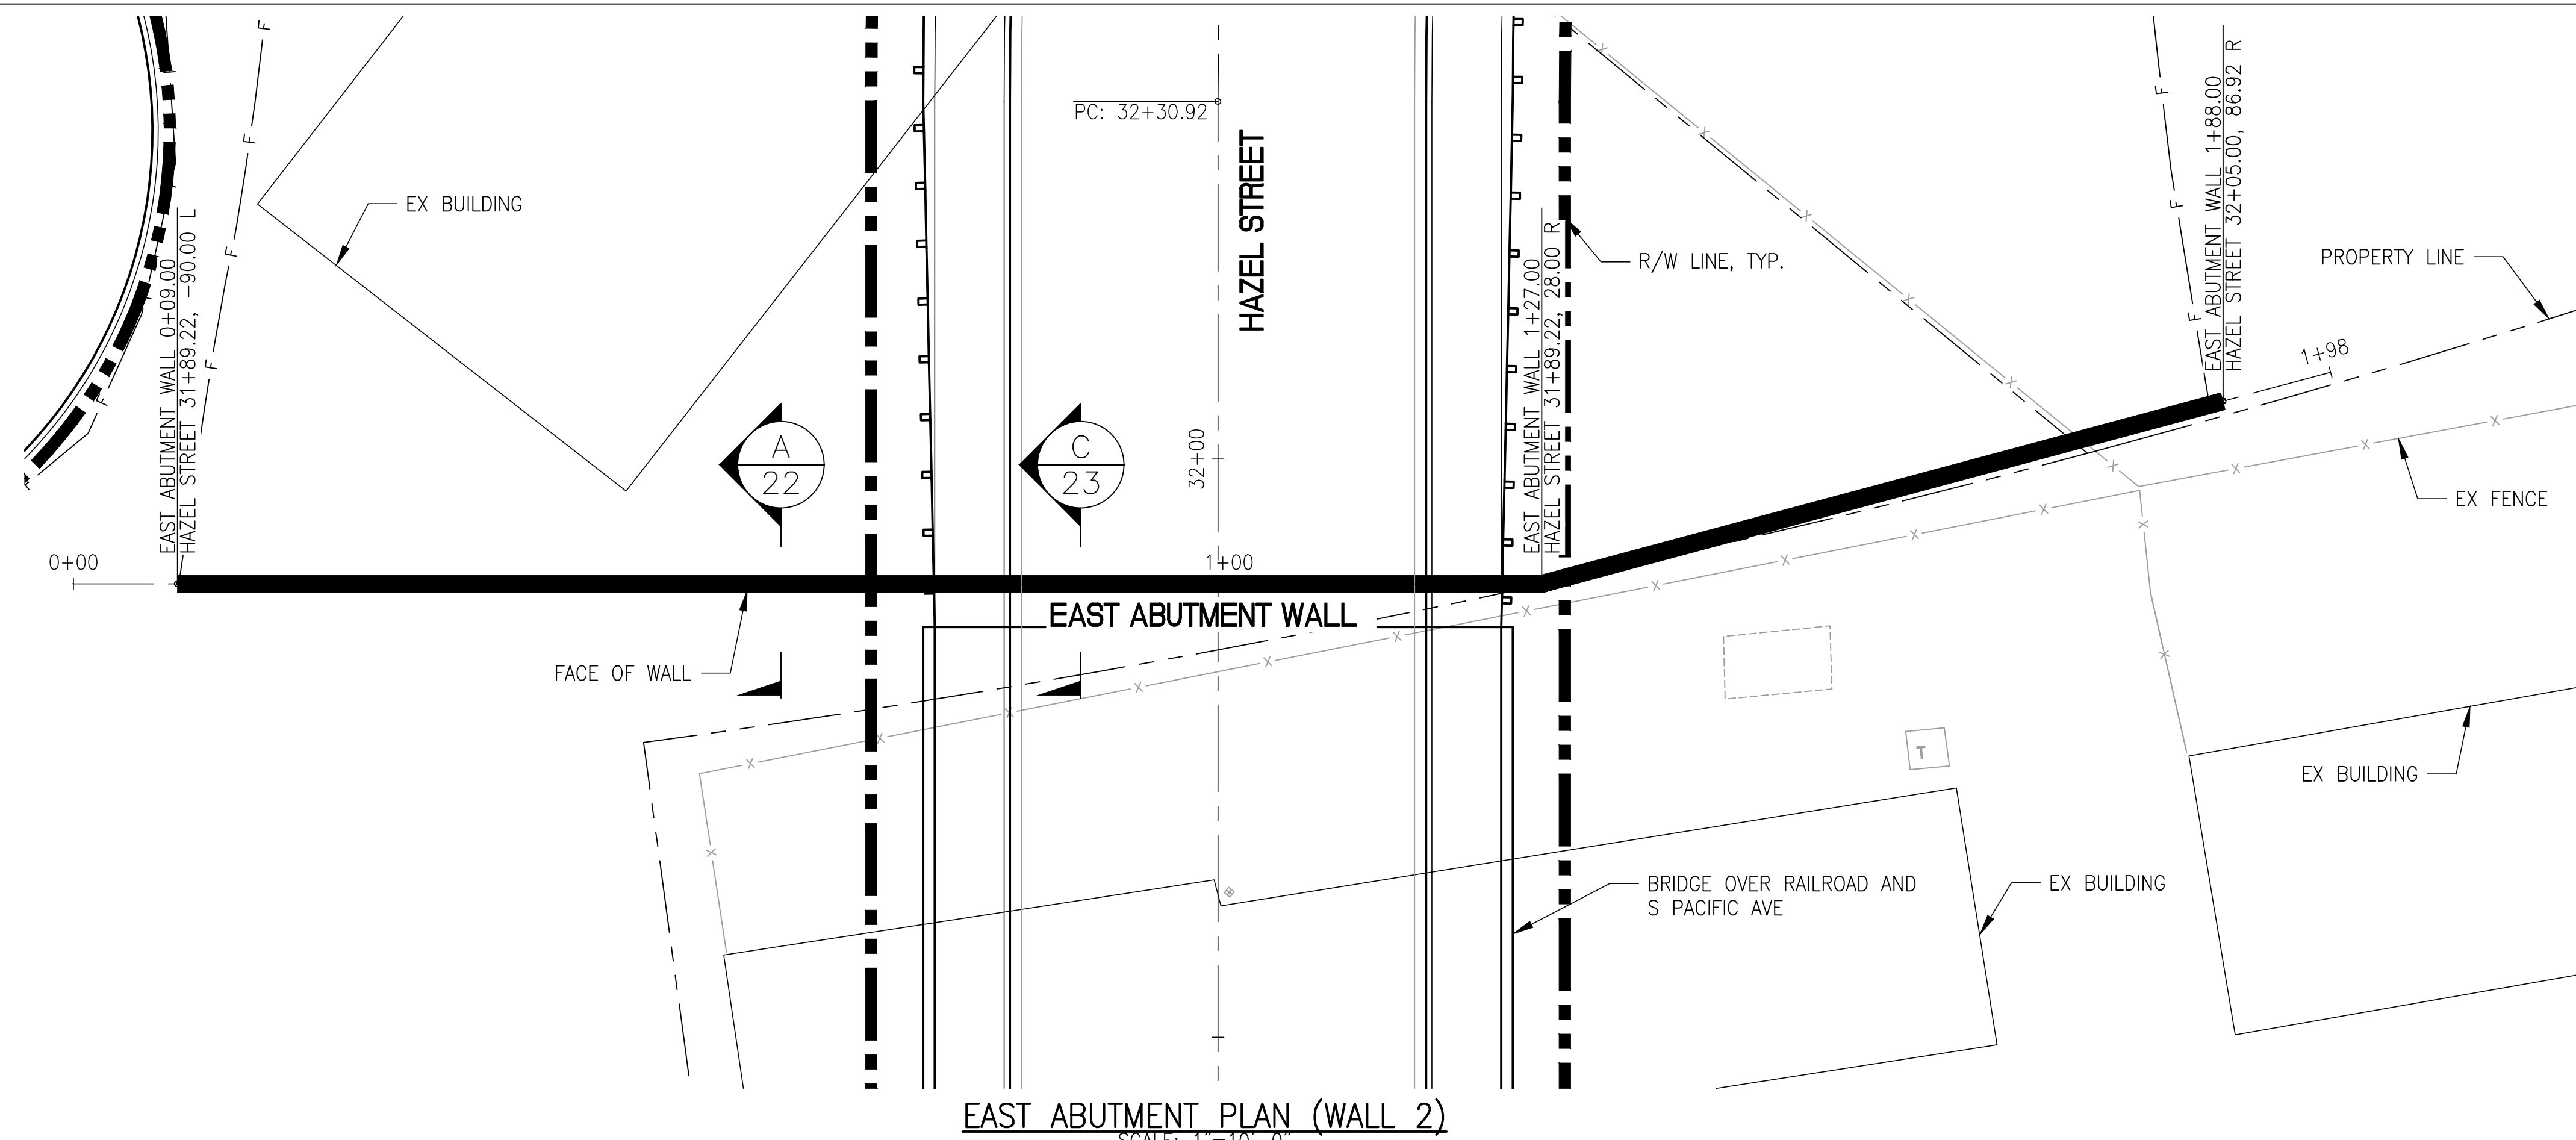 PC: 32+30.92
HAZEL STREET
EX BUILDING
EAST ABUTMENT WALL 0+09.00
HAZEL STREET 31+89.22, -90.00 L
F
F
F
F
F
A
22
C
23
32+00
EAST ABUTMENT WALL 1+27.00
HAZEL STREET 31+89.22, 28.00 R
R/W LINE, TYP.
EAST ABUTMENT WALL 1+88.00
HAZEL STREET 32+05.00, 86.92 R
F
F
F
PROPERTY LINE
1+98
EX FENCE
0+00
1+00
EAST ABUTMENT WALL
FACE OF WALL
T
EX BUILDING
BRIDGE OVER RAILROAD AND
S PACIFIC AVE
EX BUILDING
EAST ABUTMENT PLAN (WALL 2)
SCALE: 1"=10'-0"